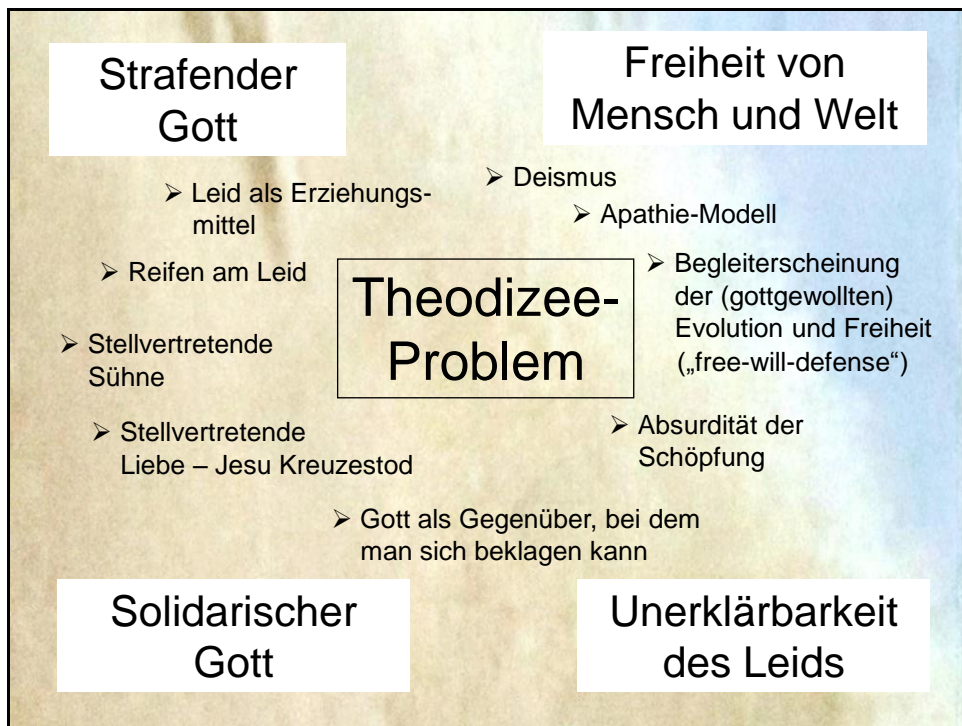 Strafender
Gott
Freiheit von
Mensch und Welt
➢ Leid als Erziehungs-
mittel
➢ Deismus
➢ Apathie-Modell
➢ Reifen am Leid
Theodizee-
Problem
➢ Begleiterscheinung
der (gottgewollten)
Evolution und Freiheit
(„free-will-defense“)
➢ Stellvertretende
Sühne
➢ Stellvertretende
Liebe – Jesu Kreuzestod
➢ Absurdität der
Schöpfung
➢ Gott als Gegenüber, bei dem
man sich beklagen kann
Solidarischer
Gott
Unerklärbarkeit
des Leids